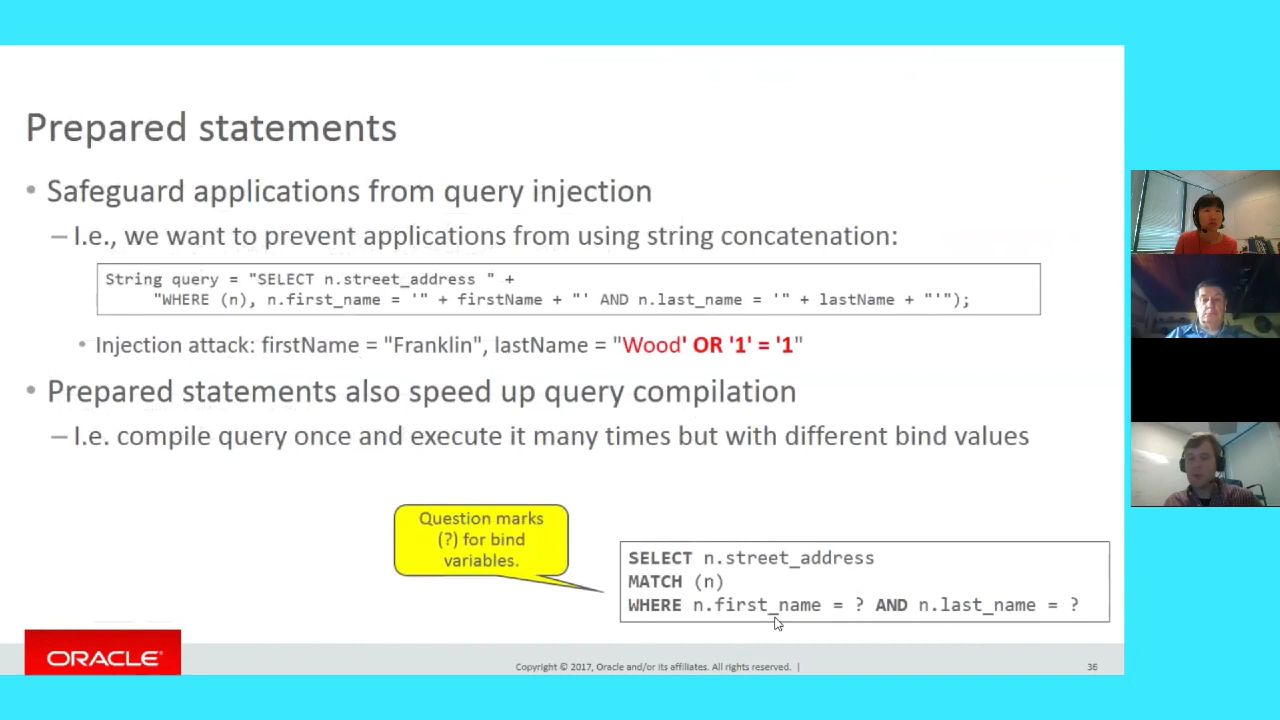 Prepared statements
• Safeguard applications from query injection
– I.e., we want to prevent applications from using string concatenation:
String query = "SELECT n.street_address " +
"WHERE (n), n.first_name = '" + firstName + "' AND n.last_name = '" + lastName + "'");
• Injection attack: firstName = "Franklin", lastName = "Wood' OR '1' = '1"
• Prepared statements also speed up query compilation
– I.e. compile query once and execute it many times but with different bind values
Question marks
(?) for bind
variables.
SELECT n.street_address
MATCH (n)
WHERE n.first_name = ? AND n.last_name = ?
ORACLE®
Copyright © 2017, Oracle and/or its affiliates. All rights reserved. |
36